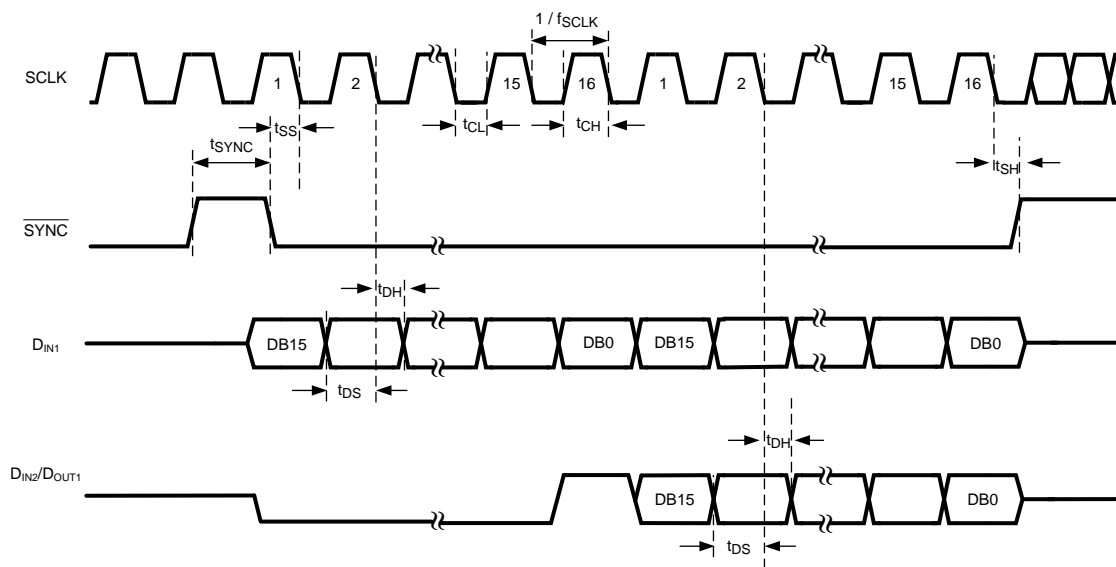 1 / fSCLK
SCLK
1 2 15 16 1 2 15 16
tSS
tCL
tCH
tSYNC
tSH
SYNC
tDH
DIN1
DB15 DB0 DB15 DB0
tDS
tDH
DIN2/DOUT1
DB15 DB0
tDS